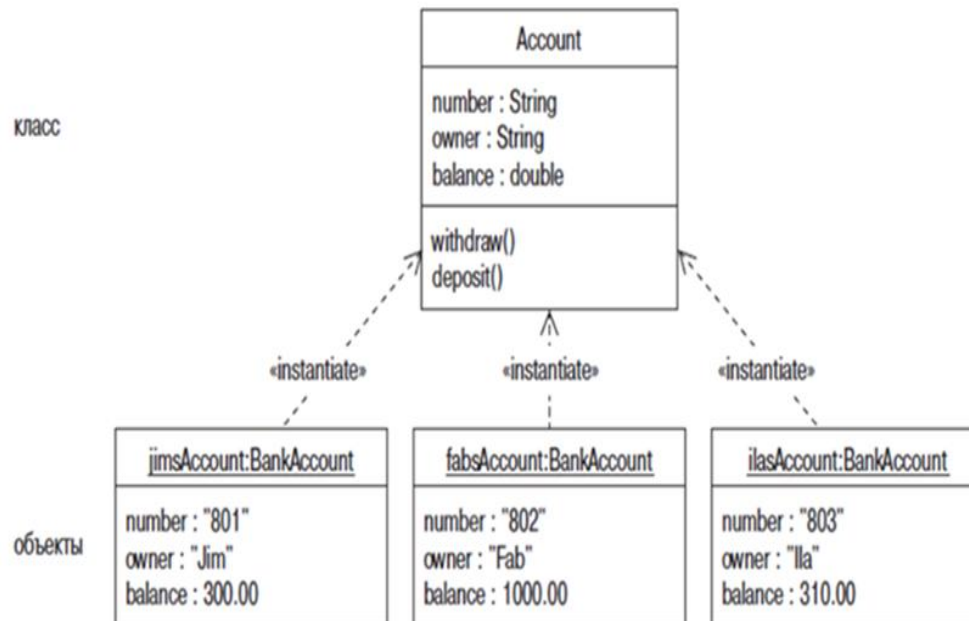 Account
класс
number : String
owner : String
balance : double
withdraw()
deposit()
«instantiate»
«instantiate»
«instantiate»
jimsAccount:BankAccount
fabsAccount:BankAccount
ilasAccount:BankAccount
объекты
number : "801"
owner : "Jim"
balance : 300.00
number : "802"
owner : "Fab"
balance : 1000.00
number : "803"
owner : "Ila"
balance : 310.00